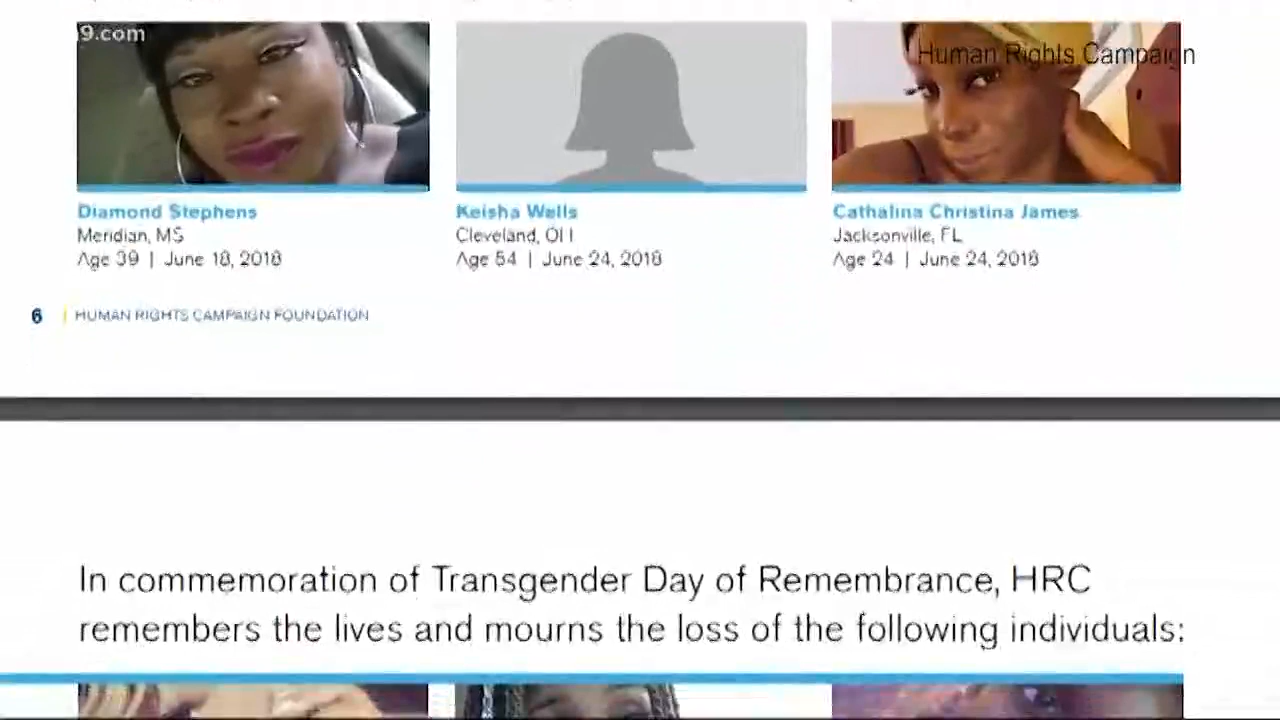 9.com
Human Rights Campaign
Diamond Stephens
Meridian, MS
Age 39 | June 18, 2018
Keisha Wells
Cleveland, OH
Age 54 | June 24, 2018
Cathalina Christina James
Jacksonville, FL
Age 24 | June 24, 2018
6 | HUMAN RIGHTS CAMPAIGN FOUNDATION
In commemoration of Transgender Day of Remembrance, HRC
remembers the lives and mourns the loss of the following individuals: